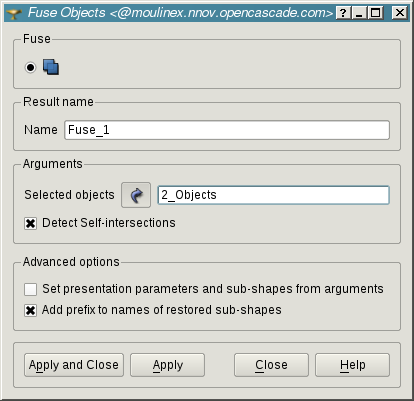 Fuse Objects <@moulinex.nnov.opencascade.com>
Fuse
Result name
Name Fuse_1
Arguments
Selected objects 2_Objects
Detect Self-intersections
Advanced options
Set presentation parameters and sub-shapes from arguments
Add prefix to names of restored sub-shapes
Apply and Close Apply Close Help